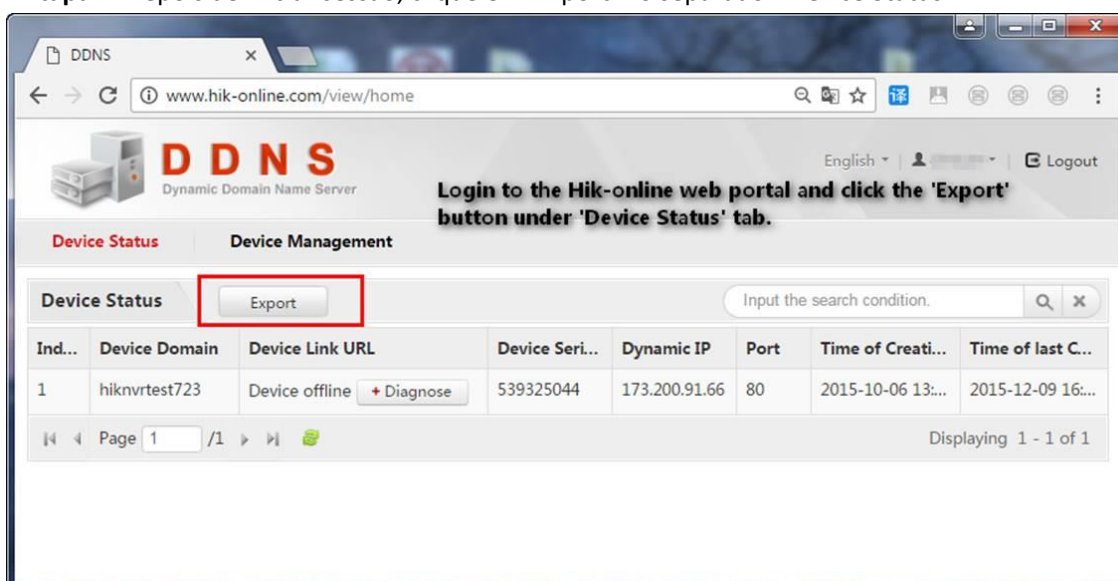 DDNS
www.hik-online.com/view/home
译
DDNS
Dynamic Domain Name Server
English
Logout
Login to the Hik-online web portal and click the 'Export'
button under 'Device Status' tab.
Device Status Device Management
Device Status Export Input the search condition.
Ind... Device Domain Device Link URL Device Seri... Dynamic IP Port Time of Creati... Time of last C...
1 hiknvrtest723 Device offline + Diagnose 539325044 173.200.91.66 80 2015-10-06 13:... 2015-12-09 16:...
Page 1 /1 Displaying 1 - 1 of 1